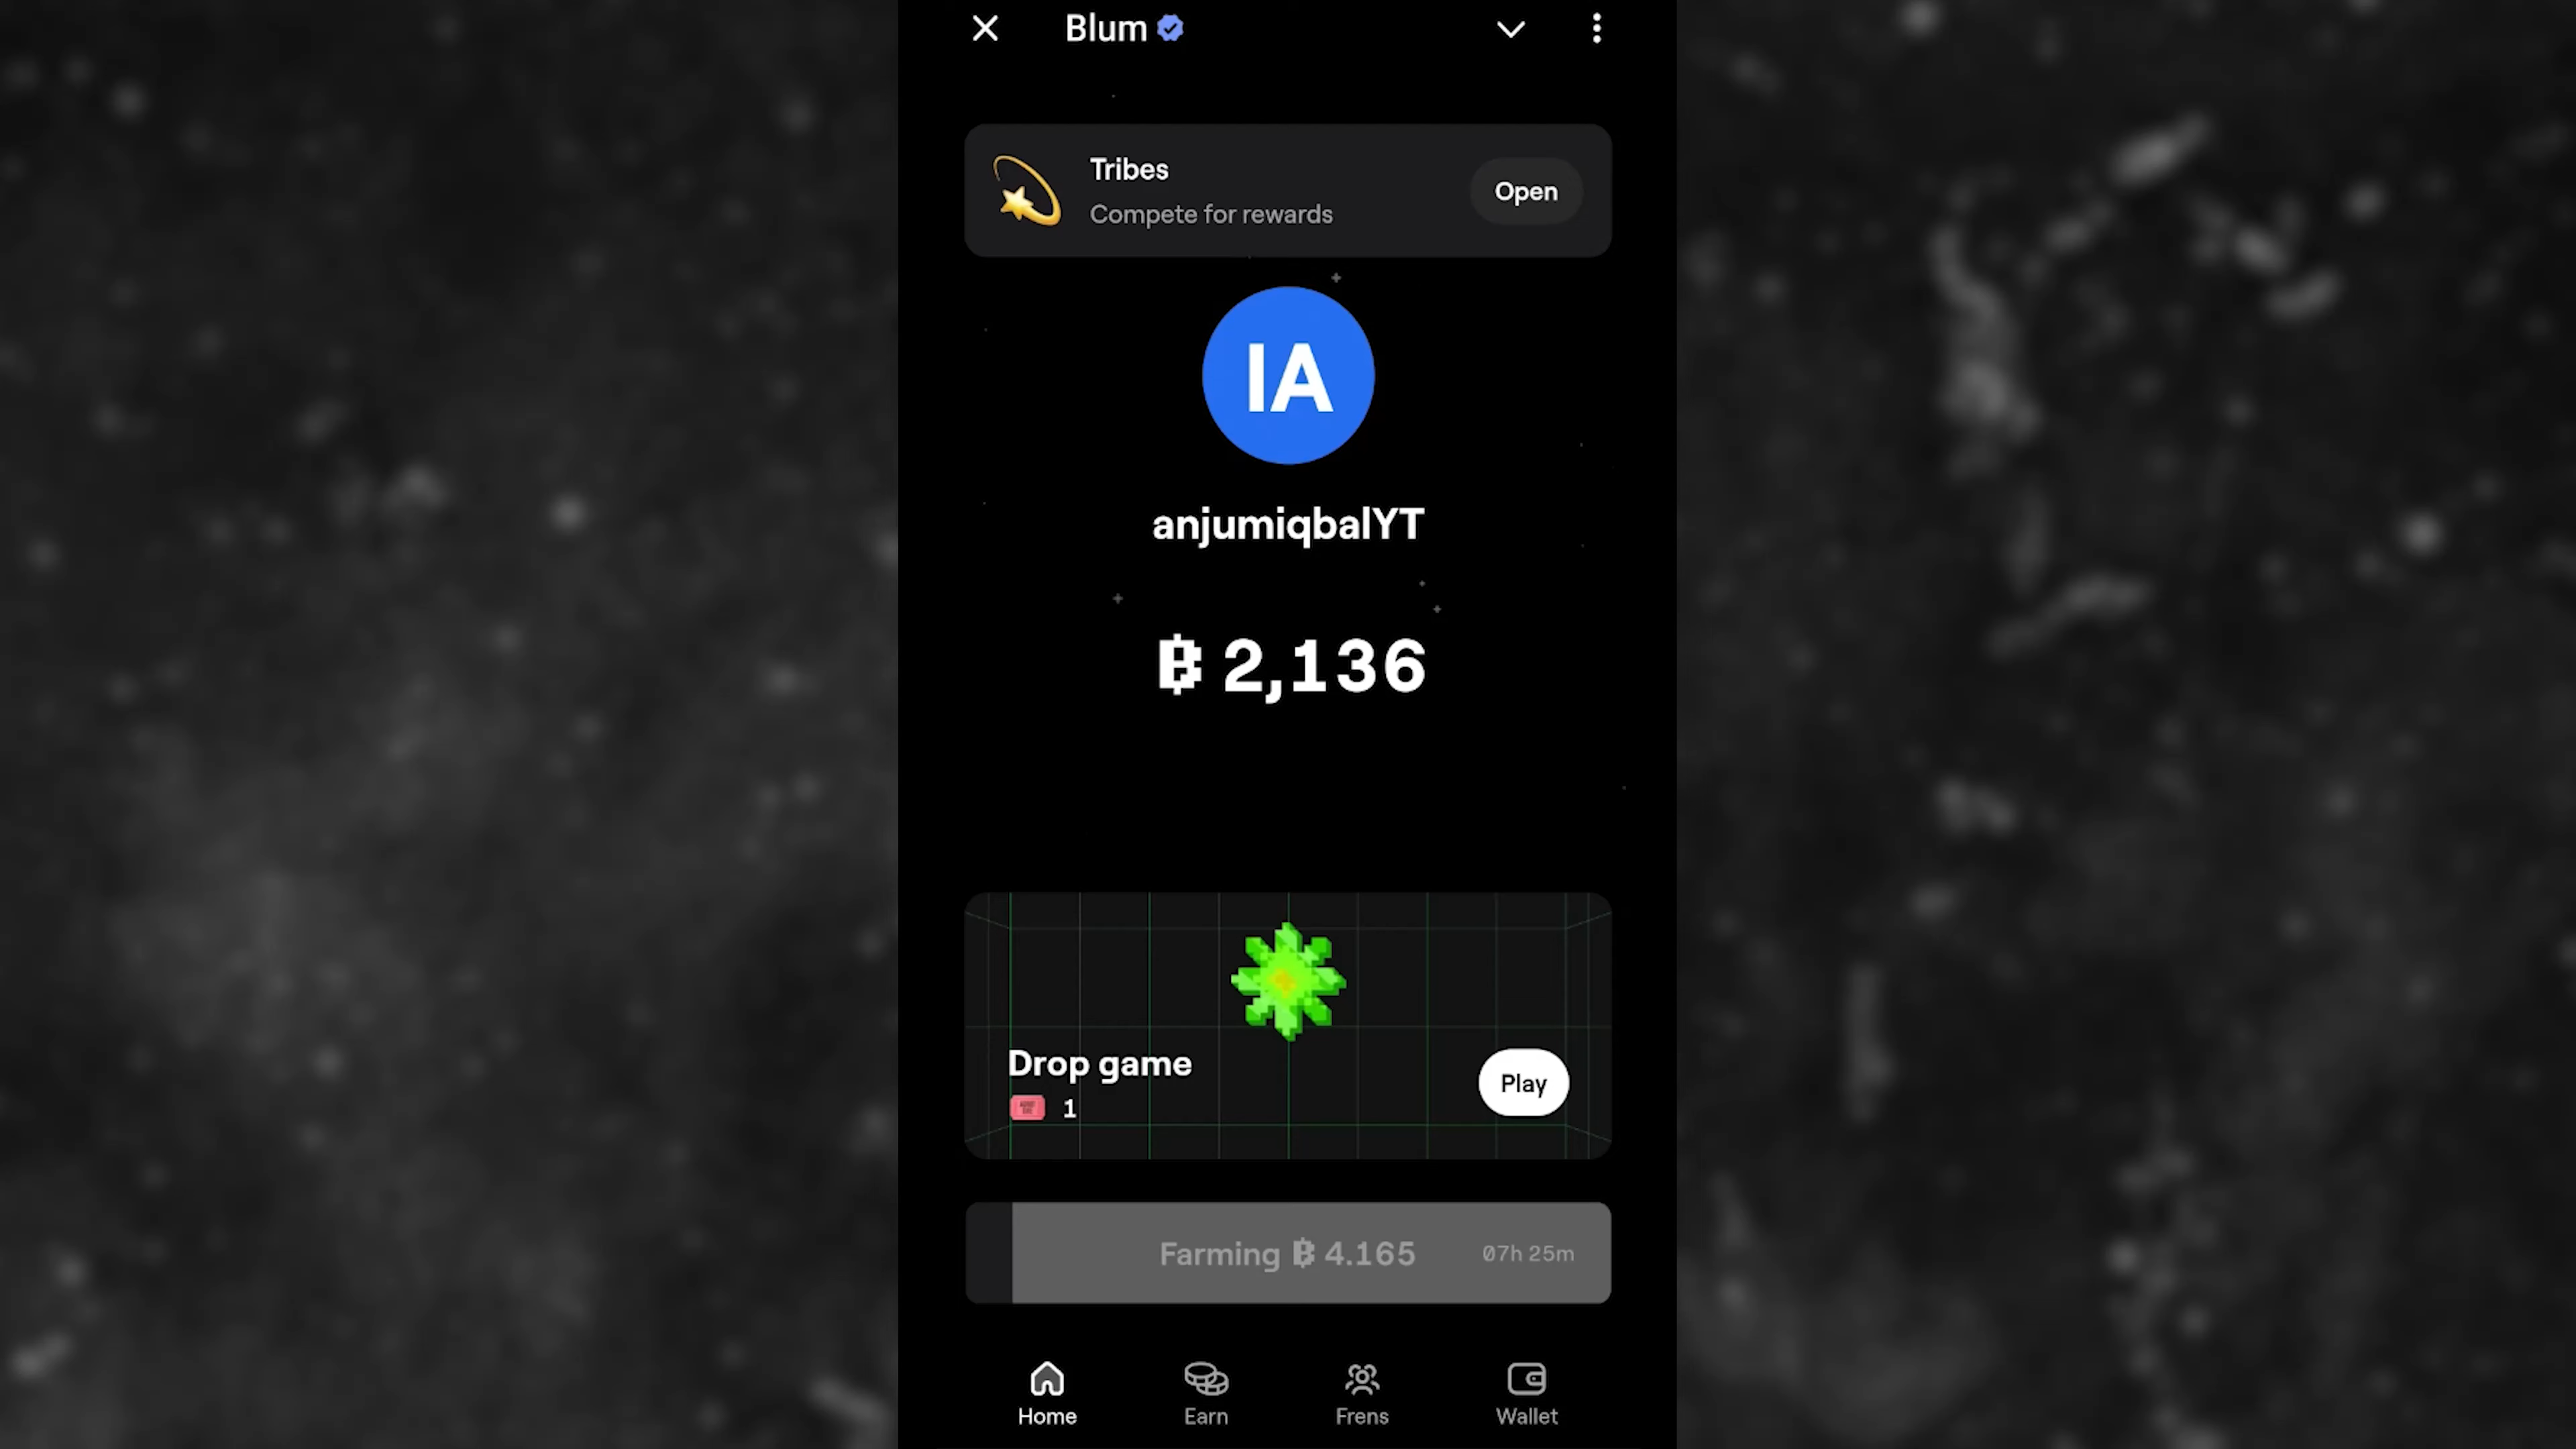 Blum
Tribes
Compete for rewards
Open
IA
anjumiqbalYT
2,136
Drop game
1
Play
Farming 4.165
07h 25m
Home
Earn
Frens
Wallet